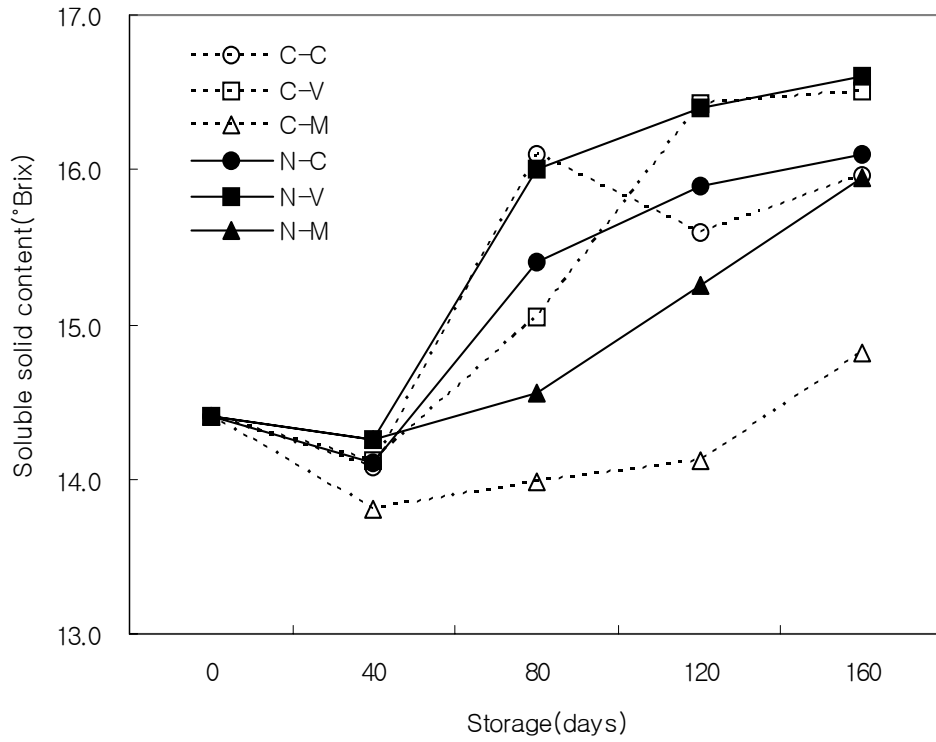 17.0
16.0
15.0
14.0
13.0
Soluble solid content(°Brix)
C-C
C-V
C-M
N-C
N-V
N-M
0 40 80 120 160
Storage(days)